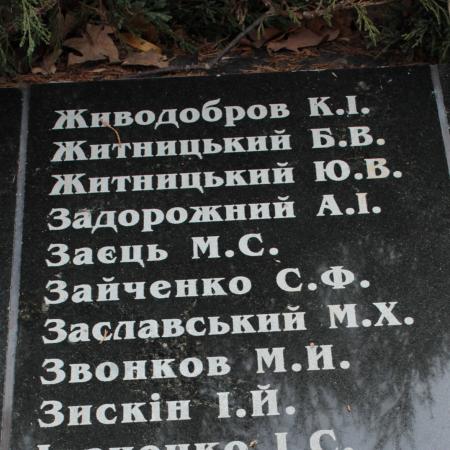 Живодобров К.І.
Житницький Б.В.
Житницький Ю.В.
Задорожний А.І.
Заєць М.С.
Зайченко С.Ф.
Заславський М.Х.
Звонков М.Й.
Зискін І.Й.
І.С.